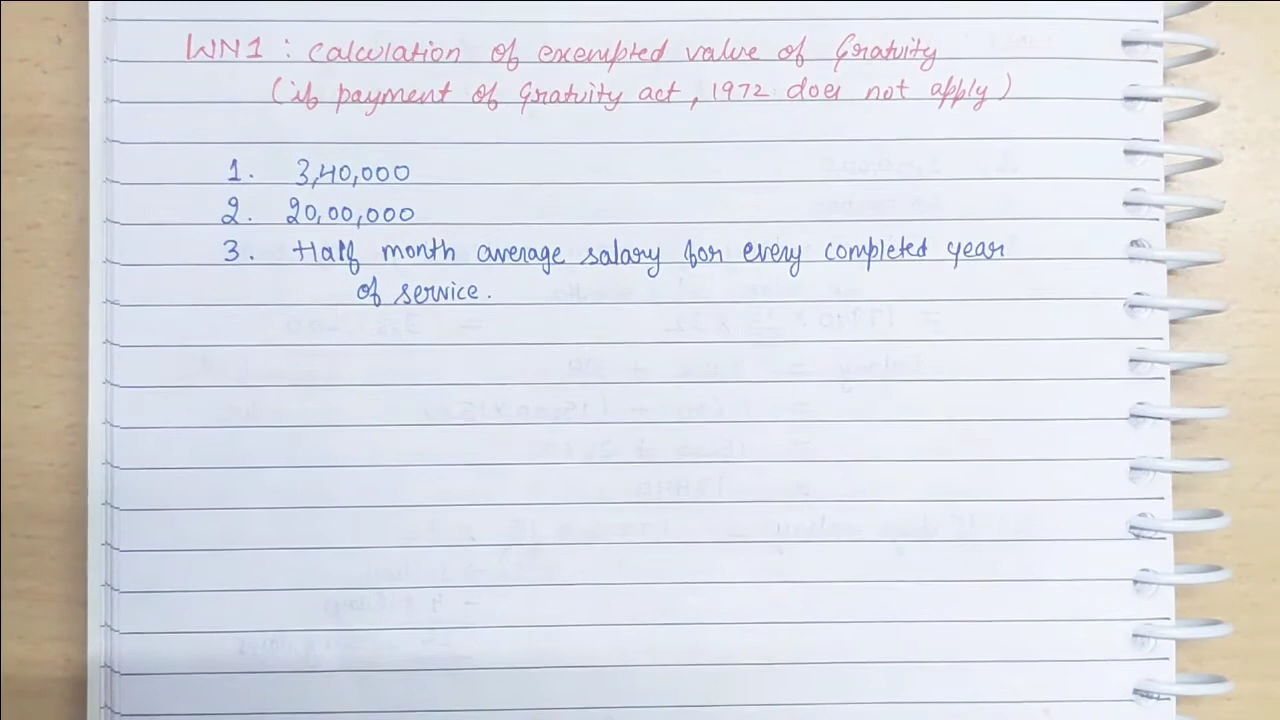 WN1 : Calculation of exempted value of Gratuity
(if payment of Gratuity act, 1972 does not apply)
1. 3,40,000
2. 20,00,000
3. Half month average salary for every completed year
of service.